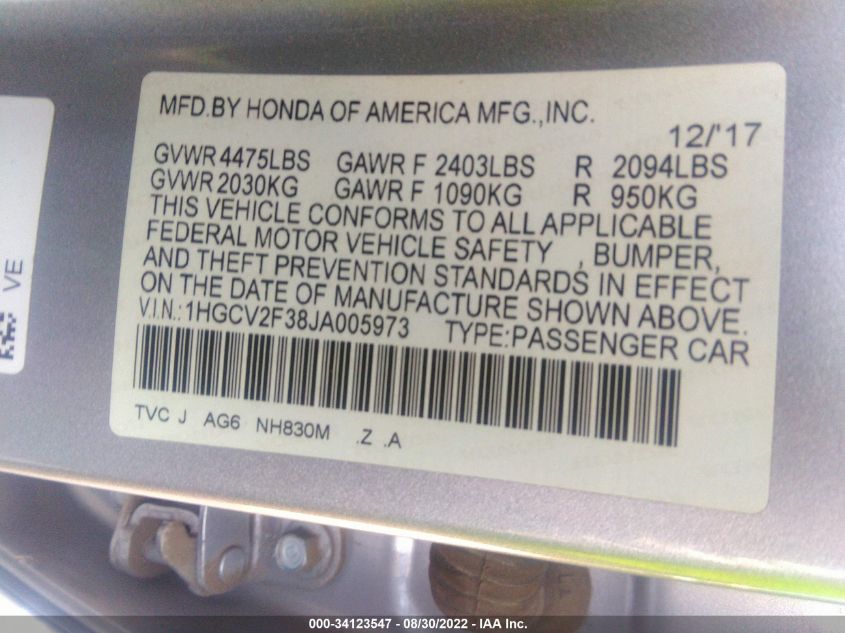 MFD.BY HONDA OF AMERICA MFG.,INC.
12/'17
GVWR 4475LBS GAWR F 2403LBS R 2094LBS
GVWR 2030KG GAWR F 1090KG R 950KG
THIS VEHICLE CONFORMS TO ALL APPLICABLE
FEDERAL MOTOR VEHICLE SAFETY , BUMPER,
AND THEFT PREVENTION STANDARDS IN EFFECT
ON THE DATE OF MANUFACTURE SHOWN ABOVE.
V.I.N.: 1HGCV2F38JA005973 TYPE:PASSENGER CAR
TVC J AG6 NH830M .Z .A
VE
000-34123547 - 08/30/2022 - IAA Inc.